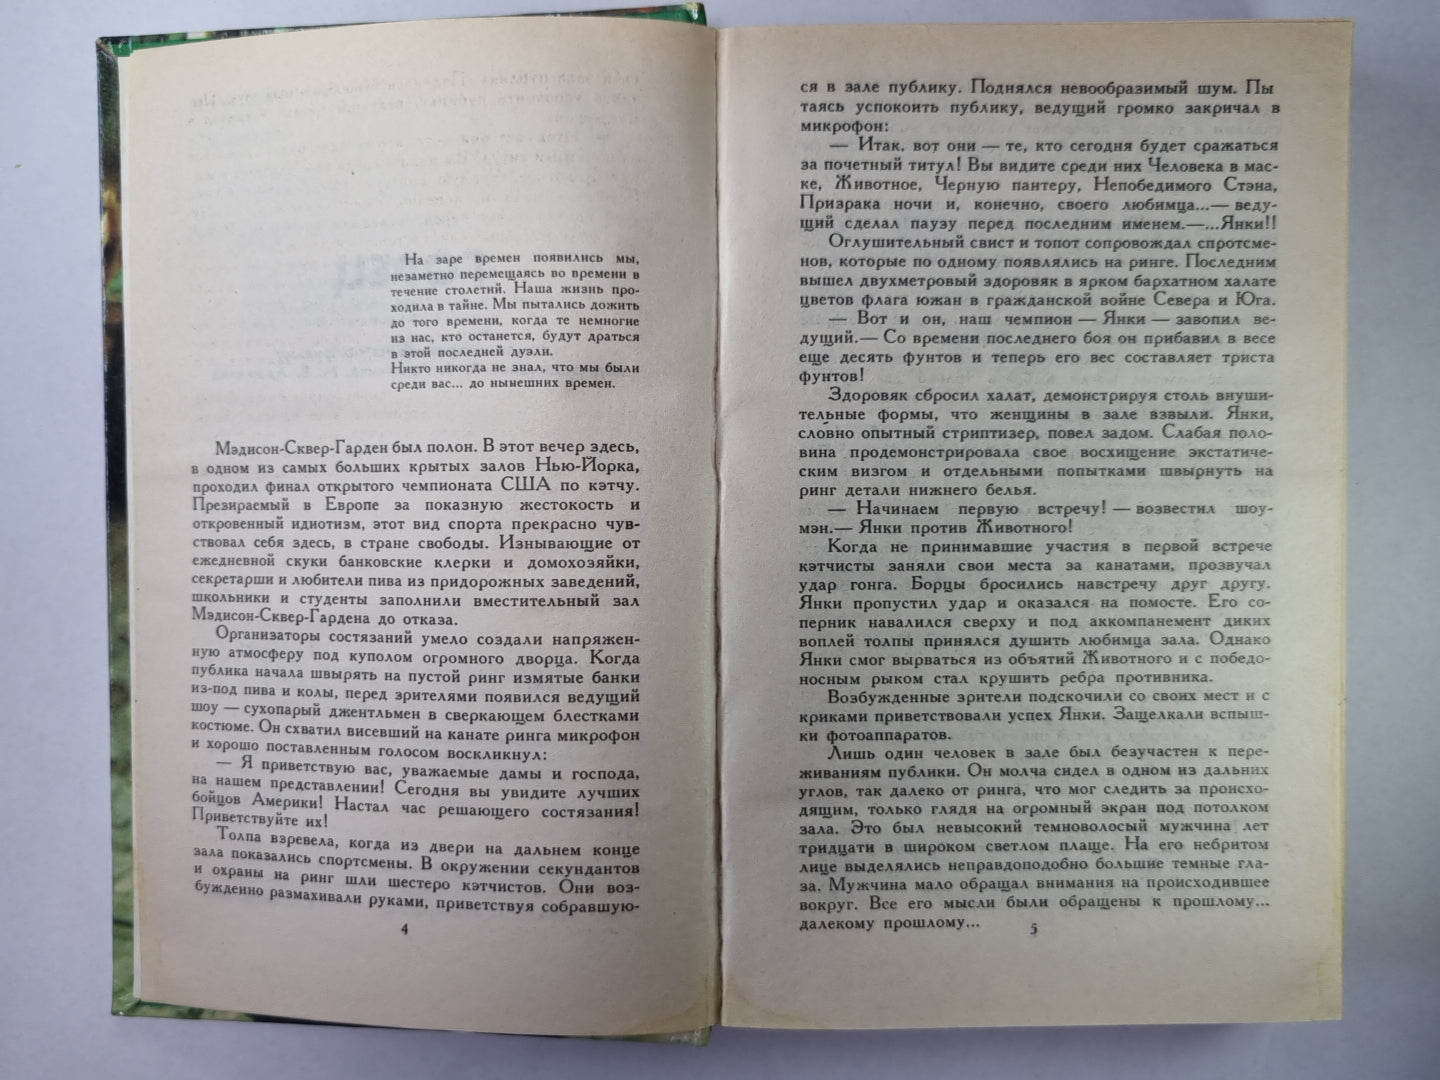 На заре времен появились мы,
незаметно перемещаясь во времени в
течение столетий. Наша жизнь про-
ходила в тайне. Мы пытались дожить
до того времени, когда те немногие
из нас, кто останется, будут драться
в этой последней дуэли.
Никто никогда не знал, что мы были
среди вас... до нынешних времен.
Мэдисон-Сквер-Гарден был полон. В этот вечер здесь,
в одном из самых больших крытых залов Нью-Йорка,
проходил финал открытого чемпионата США по кэтчу.
Презираемый в Европе за показную жестокость и
откровенный идиотизм, этот вид спорта прекрасно чув-
ствовал себя здесь, в стране свободы. Изнывающие от
ежедневной скуки банковские клерки и домохозяйки,
секретарши и любители пива из придорожных заведений,
школьники и студенты заполнили вместительный зал
Мэдисон-Сквер-Гардена до отказа.
Организаторы состязаний умело создали напряжен-
ную атмосферу под куполом огромного дворца. Когда
публика начала швырять на пустой ринг измятые банки
из-под пива и колы, перед зрителями появился ведущий
шоу — сухопарый джентльмен в сверкающем блестками
костюме. Он схватил висевший на канате ринга микрофон
и хорошо поставленным голосом воскликнул:
— Я приветствую вас, уважаемые дамы и господа,
на нашем представлении! Сегодня вы увидите лучших
бойцов Америки! Настал час решающего состязания!
Приветствуйте их!
Толпа взревела, когда из двери на дальнем конце
зала показались спортсмены. В окружении секундантов
и охраны на ринг шли шестеро кэтчистов. Они воз-
бужденно размахивали руками, приветствуя собравшую-
4
ся в зале публику. Поднялся невообразимый шум. Пы
таясь успокоить публику, ведущий громко закричал в
микрофон:
— Итак, вот они — те, кто сегодня будет сражаться
за почетный титул! Вы видите среди них Человека в мас-
ке, Животное, Черную пантеру, Непобедимого Стэна,
Призрака ночи и, конечно, своего любимца...— веду-
щий сделал паузу перед последним именем.—...Янки!!
Оглушительный свист и топот сопровождал спротсме-
нов, которые по одному появлялись на ринге. Последним
вышел двухметровый здоровяк в ярком бархатном халате
цветов флага южан в гражданской войне Севера и Юга.
— Вот и он, наш чемпион — Янки — завопил ве-
дущий.— Со времени последнего боя он прибавил в весе
еще десять фунтов и теперь его вес составляет триста
фунтов!
Здоровяк сбросил халат, демонстрируя столь внуши-
тельные формы, что женщины в зале взвыли. Янки,
словно опытный стриптизер, повел задом. Слабая поло-
вина продемонстрировала свое восхищение экстатиче-
ским визгом и отдельными попытками швырнуть на
ринг детали нижнего белья.
— Начинаем первую встречу! — возвестил шоу-
мэн.— Янки против Животного!
Когда не принимавшие участия в первой встрече
кэтчисты заняли свои места за канатами, прозвучал
удар гонга. Борцы бросились навстречу друг другу.
Янки пропустил удар и оказался на помосте. Его со-
перник навалился сверху и под аккомпанемент диких
воплей толпы принялся душить любимца зала. Однако
Янки смог вырваться из объятий Животного и с победо-
носным рыком стал крушить ребра противника.
Возбужденные зрители подскочили со своих мест и с
криками приветствовали успех Янки. Защелкали вспыш-
ки фотоаппаратов.
Лишь один человек в зале был безучастен к пере-
живаниям публики. Он молча сидел в одном из дальних
углов, так далеко от ринга, что мог следить за происхо-
дящим, только глядя на огромный экран под потолком
зала. Это был невысокий темноволосый мужчина лет
тридцати в широком светлом плаще. На его небритом
лице выделялись неправдоподобно большие темные гла-
за. Мужчина мало обращал внимания на происходившее
вокруг. Все его мысли были обращены к прошлому...
далекому прошлому...
5